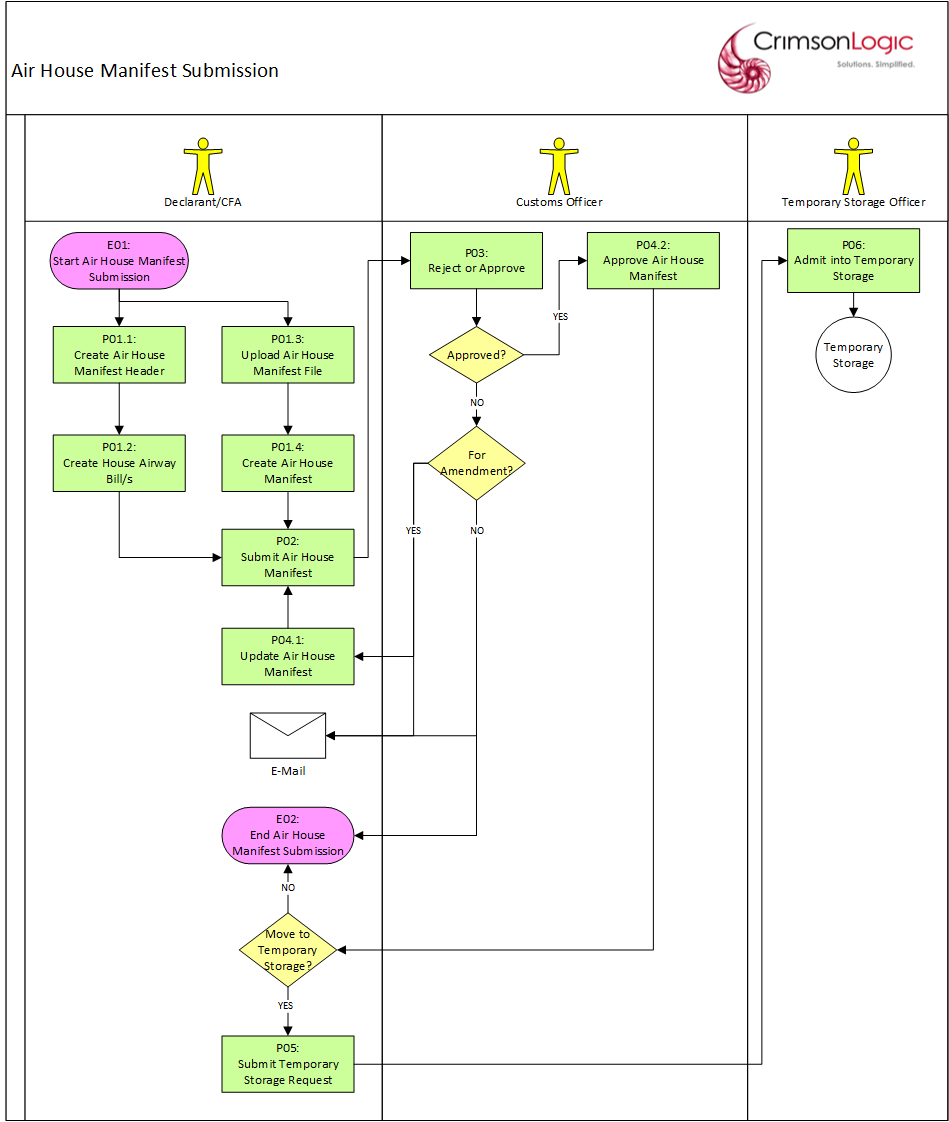 Air House Manifest Submission
CrimsonLogic
Solutions. Simplified.
Declarant/CFA
Customs Officer
Temporary Storage Officer
E01:
Start Air House Manifest
Submission
P01.1:
Create Air House
Manifest Header
P01.3:
Upload Air House
Manifest File
P01.2:
Create House Airway
Bill/s
P01.4:
Create Air House
Manifest
P02:
Submit Air House
Manifest
P04.1:
Update Air House
Manifest
E-Mail
E02:
End Air House
Manifest Submission
NO
Move to
Temporary
Storage?
YES
P05:
Submit Temporary
Storage Request
P03:
Reject or Approve
P04.2:
Approve Air House
Manifest
YES
Approved?
NO
For
Amendment?
YES
NO
P06:
Admit into Temporary
Storage
Temporary
Storage